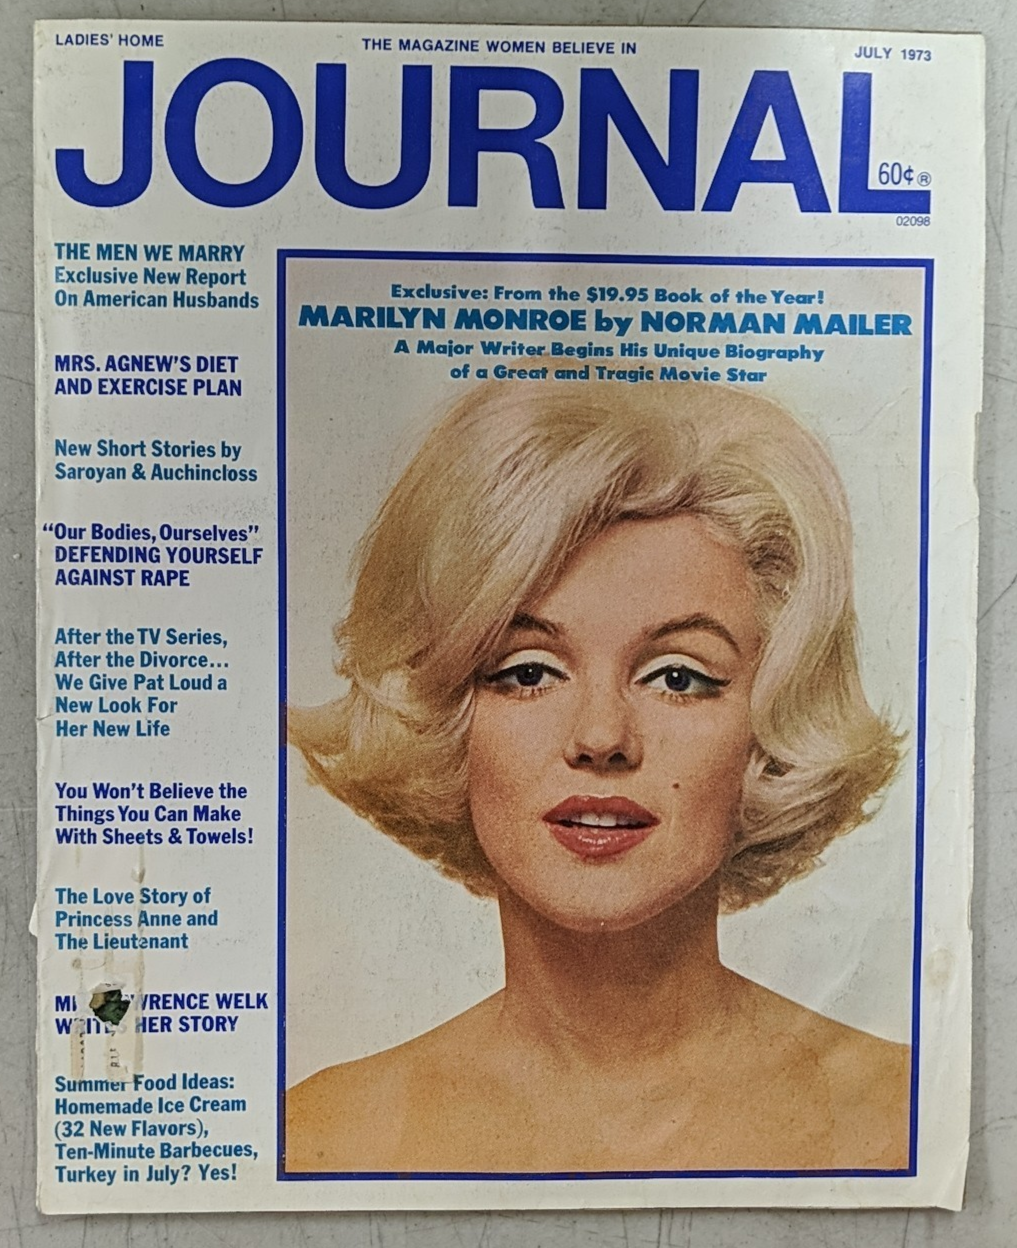 LADIES' HOME
THE MAGAZINE WOMEN BELIEVE IN
JULY 1973
JOURNAL
60¢®
02098
THE MEN WE MARRY
Exclusive New Report
On American Husbands
MRS. AGNEW'S DIET
AND EXERCISE PLAN
New Short Stories by
Saroyan & Auchincloss
“Our Bodies, Ourselves”
DEFENDING YOURSELF
AGAINST RAPE
After the TV Series,
After the Divorce...
We Give Pat Loud a
New Look For
Her New Life
You Won't Believe the
Things You Can Make
With Sheets & Towels!
The Love Story of
Princess Anne and
The Lieutenant
WELK
HER STORY
Summer Food Ideas:
Homemade Ice Cream
(32 New Flavors),
Ten-Minute Barbecues,
Turkey in July? Yes!
Exclusive: From the $19.95 Book of the Year!
MARILYN MONROE by NORMAN MAILER
A Major Writer Begins His Unique Biography
of a Great and Tragic Movie Star